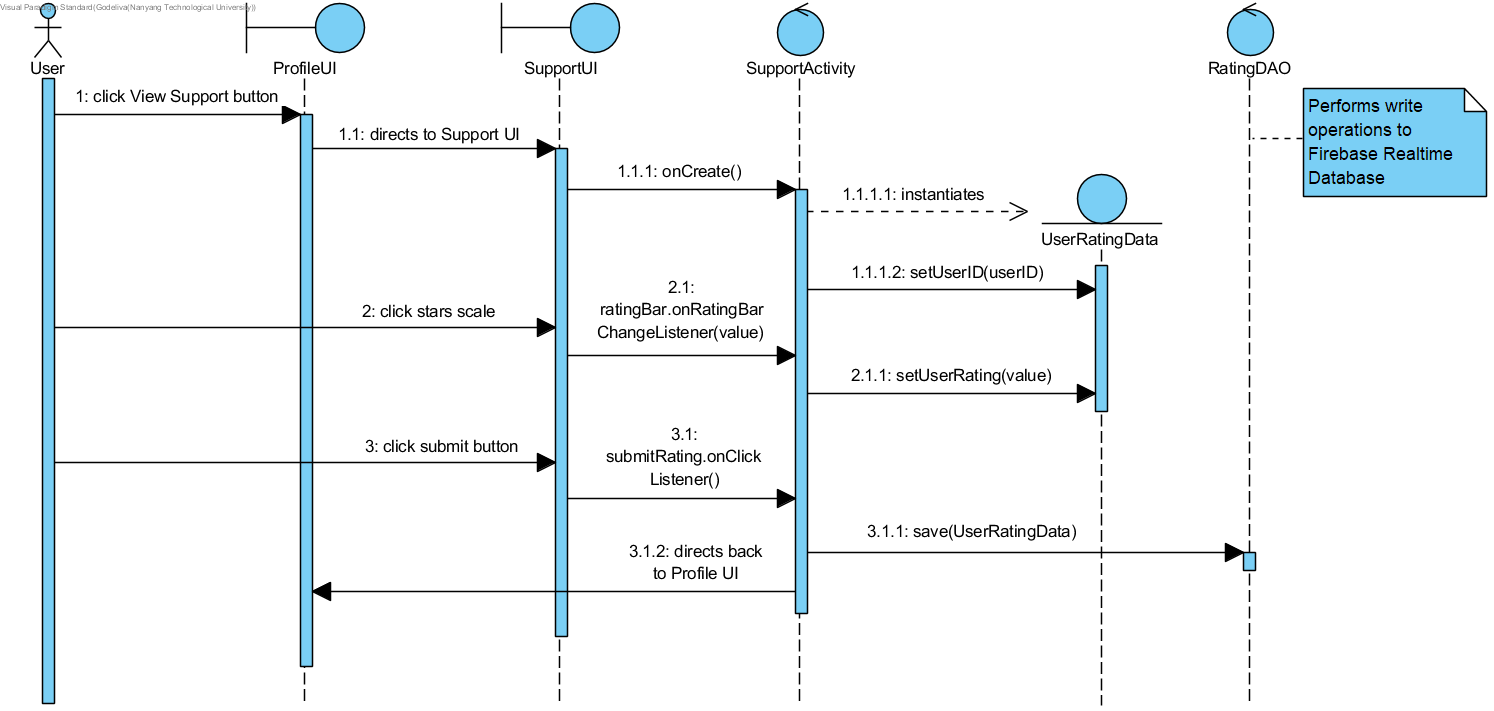 Visual Paradigm Standard(Godeliva(Nanyang Technological University))
User
ProfileUI
SupportUI
SupportActivity
RatingDAO
Performs write
operations to
Firebase Realtime
Database
1: click View Support button
1.1: directs to Support UI
1.1.1: onCreate()
1.1.1.1: instantiates
UserRatingData
1.1.1.2: setUserID(userID)
2: click stars scale
2.1:
ratingBar.onRatingBar
ChangeListener(value)
2.1.1: setUserRating(value)
3: click submit button
3.1:
submitRating.onClick
Listener()
3.1.1: save(UserRatingData)
3.1.2: directs back
to Profile UI